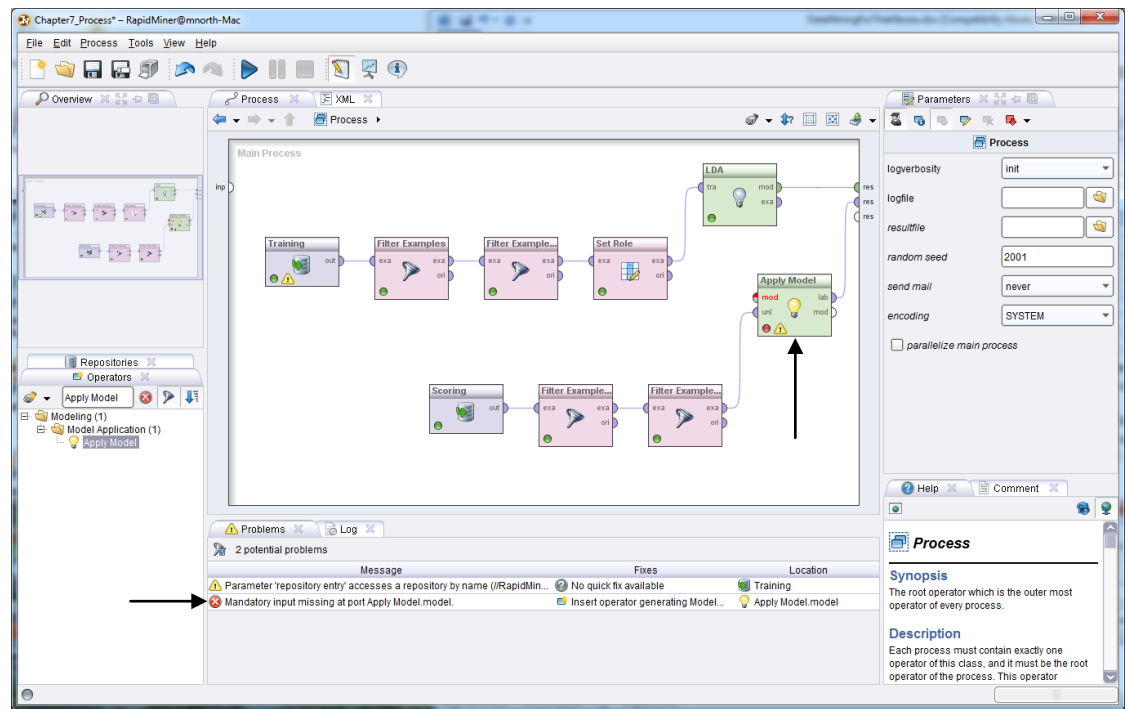 Chapter7_Process* – RapidMiner@mnorth-Mac
File Edit Process Tools View Help
Overview
Process XML
Parameters
Process
Main Process
inp
res
res
res
Training
out
Filter Examples
exa exa
ori
Filter Example...
exa exa
ori
Set Role
exa exa
ori
LDA
tra mod
exa
Apply Model
mod lab
unl mod
Scoring
out
Filter Example...
exa exa
ori
Filter Example...
exa exa
ori
Process
logverbosity init
logfile
resultfile
random seed 2001
send mail never
encoding SYSTEM
parallelize main process
Repositories
Operators
Apply Model
Modeling (1)
Model Application (1)
Apply Model
Problems Log
2 potential problems
Message Fixes Location
Parameter 'repository entry' accesses a repository by name (//RapidMin... No quick fix available Training
Mandatory input missing at port Apply Model.model. Insert operator generating Model... Apply Model.model
Help Comment
Process
Synopsis
The root operator which is the outer most
operator of every process.
Description
Each process must contain exactly one
operator of this class, and it must be the root
operator of the process. This operator